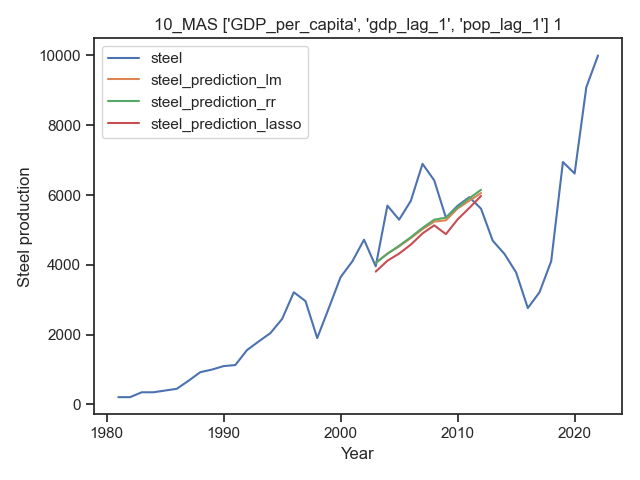 10_MAS ['GDP_per_capita', 'gdp_lag_1', 'pop_lag_1'] 1
steel
steel_prediction_lm
steel_prediction_rr
steel_prediction_lasso
Steel production
10000
8000
6000
4000
2000
0
1980 1990 2000 2010 2020
Year